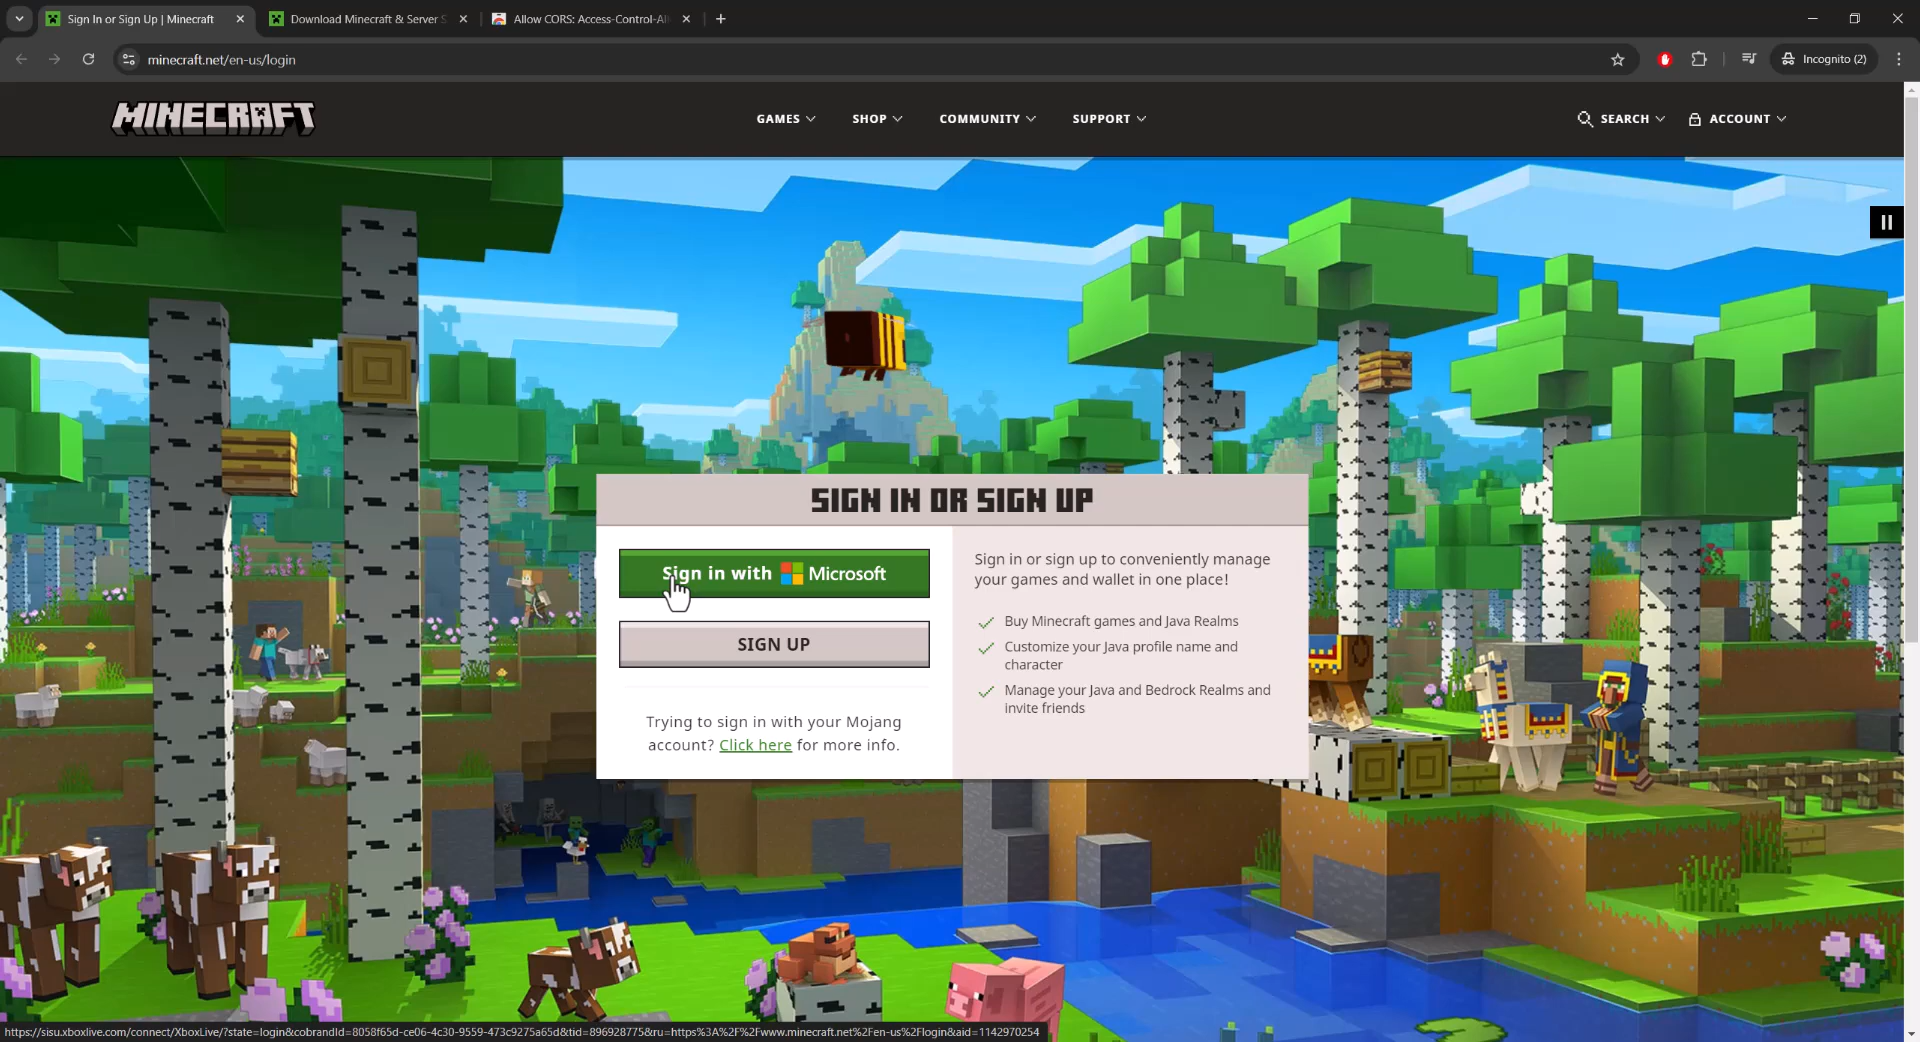 Sign In or Sign Up | Minecraft
Download Minecraft & Server S
Allow CORS: Access-Control-Al
minecraft.net/en-us/login
Incognito (2)
MINECRAFT
GAMES
SHOP
COMMUNITY
SUPPORT
SEARCH
ACCOUNT
SIGN IN OR SIGN UP
Sign in with Microsoft
SIGN UP
Trying to sign in with your Mojang
account? Click here for more info.
Sign in or sign up to conveniently manage
your games and wallet in one place!
Buy Minecraft games and Java Realms
Customize your Java profile name and
character
Manage your Java and Bedrock Realms and
invite friends
https://sisu.xboxlive.com/connect/XboxLive/?state=login&cobrandId=8058f65d-ce06-4c30-9559-473c9275a65d&tid=896928775&ru=https%3A%2F%2Fwww.minecraft.net%2Fen-us%2Flogin&aid=1142970254